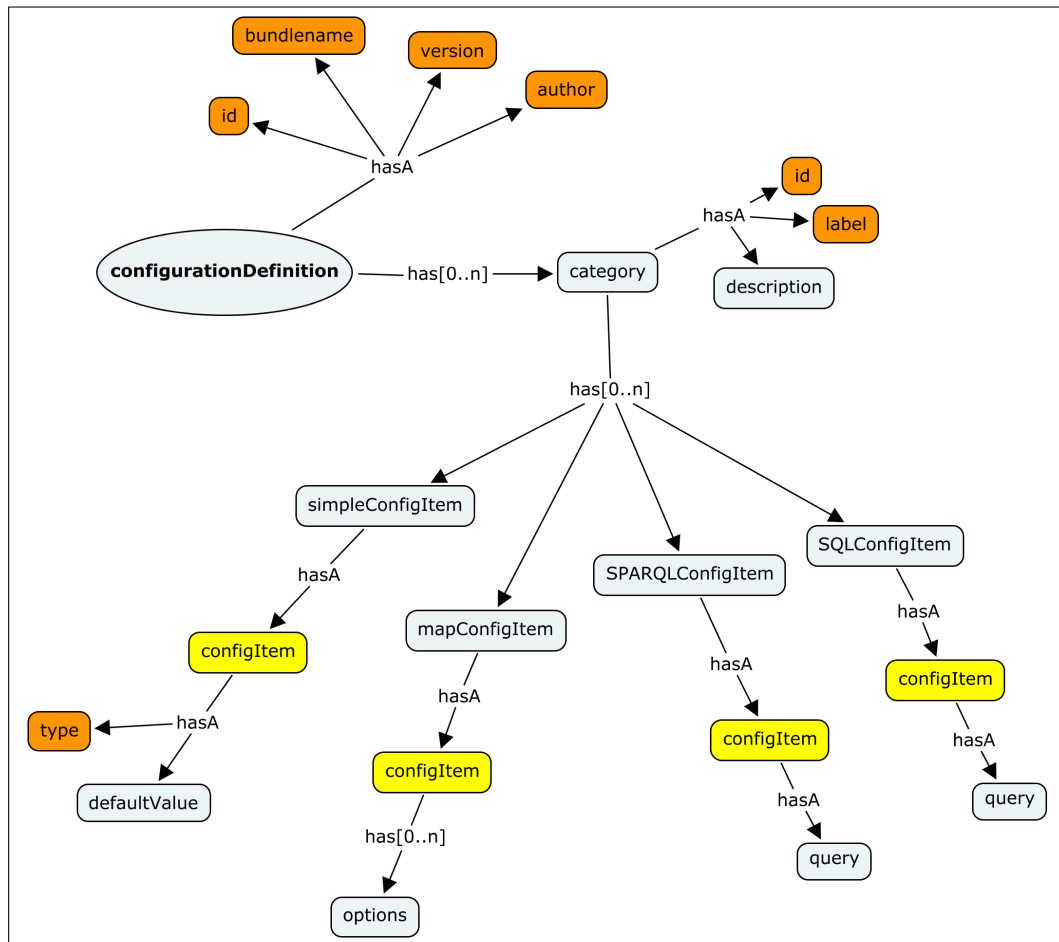 bundlename
version
author
id
hasA
id
hasA
label
configurationDefinition
has[0..n]
category
description
has[0..n]
simpleConfigItem
SQLConfigItem
hasA
SPARQLConfigItem
hasA
mapConfigItem
configItem
hasA
configItem
hasA
type
hasA
configItem
hasA
configItem
defaultValue
hasA
query
has[0..n]
query
options